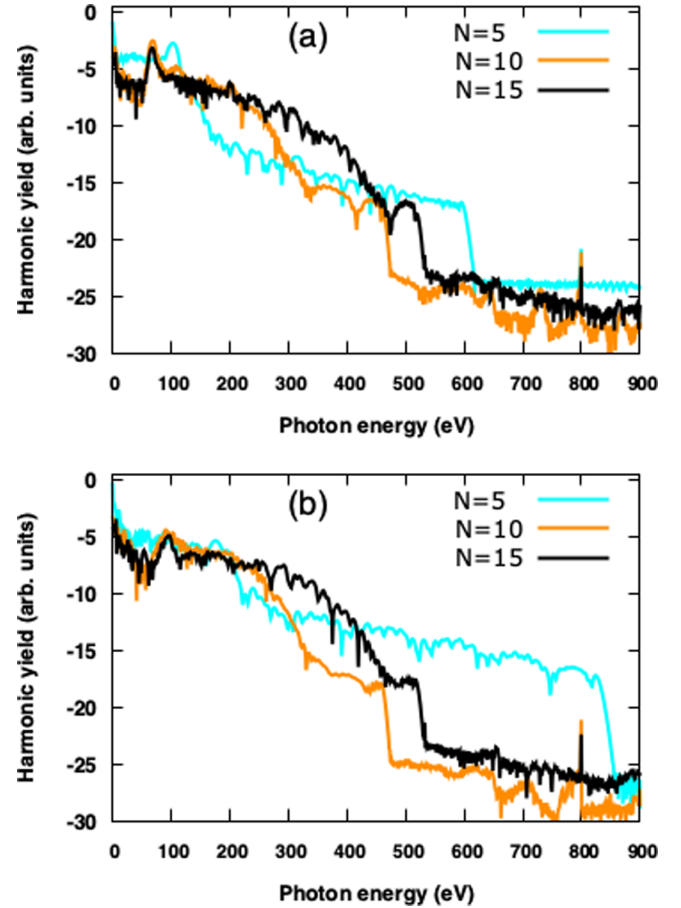 (a)
N=5
N=10
N=15
Harmonic yield (arb. units)
0
-5
-10
-15
-20
-25
-30
0 100 200 300 400 500 600 700 800 900
Photon energy (eV)
(b)
N=5
N=10
N=15
Harmonic yield (arb. units)
0
-5
-10
-15
-20
-25
-30
0 100 200 300 400 500 600 700 800 900
Photon energy (eV)